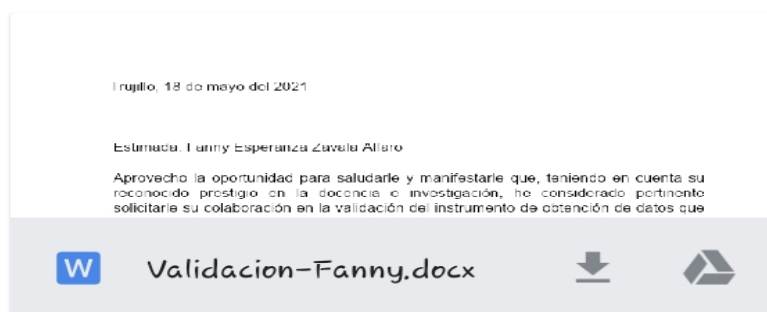 Trujillo, 18 de mayo del 2021
Estimada: Fanny Esperanza Zavala Alfaro
Aprovecho la oportunidad para saludarle y manifestarle que, teniendo en cuenta su
reconocido prestigio en la docencia e investigación, he considerado pertinente
solicitarle su colaboración en la validación del instrumento de obtención de datos que
W Validacion-Fanny.docx